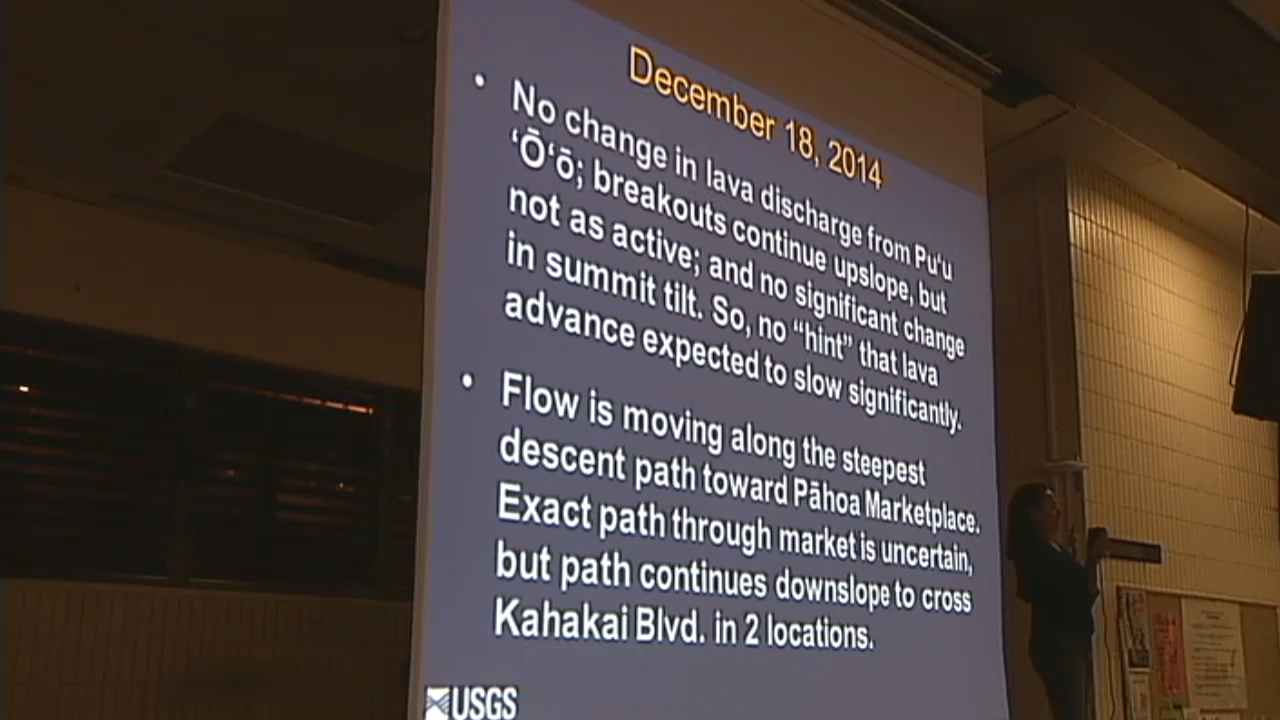 December 18, 2014
• No change in lava discharge from Pu‘u
‘Ō‘ō; breakouts continue upslope, but
not as active; and no significant change
in summit tilt. So, no “hint” that lava
advance expected to slow significantly.
• Flow is moving along the steepest
descent path toward Pāhoa Marketplace.
Exact path through market is uncertain,
but path continues downslope to cross
Kahakai Blvd. in 2 locations.
USGS